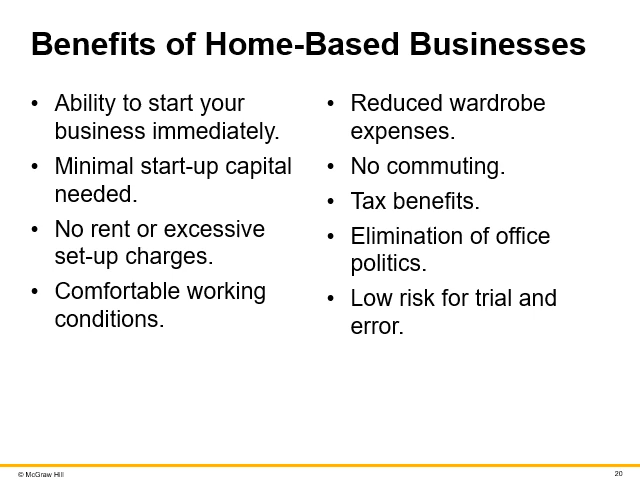 Benefits of Home-Based Businesses
• Ability to start your
business immediately.
• Minimal start-up capital
needed.
• No rent or excessive
set-up charges.
• Comfortable working
conditions.
• Reduced wardrobe
expenses.
• No commuting.
• Tax benefits.
• Elimination of office
politics.
• Low risk for trial and
error.
© McGraw Hill
20